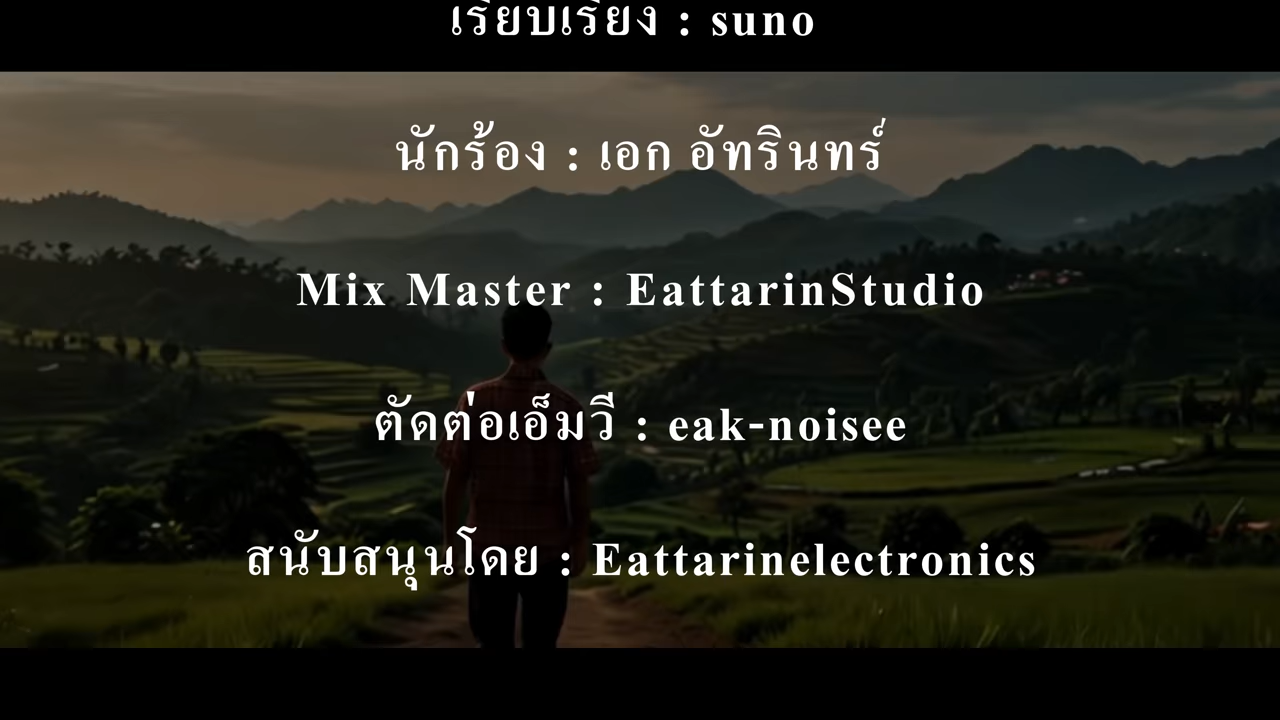 เรียบเรียง : suno
นักร้อง : เอก อัทรินทร์
Mix Master : EattarinStudio
ตัดต่อเอ็มวี : eak-noisee
สนับสนุนโดย : Eattarinelectronics